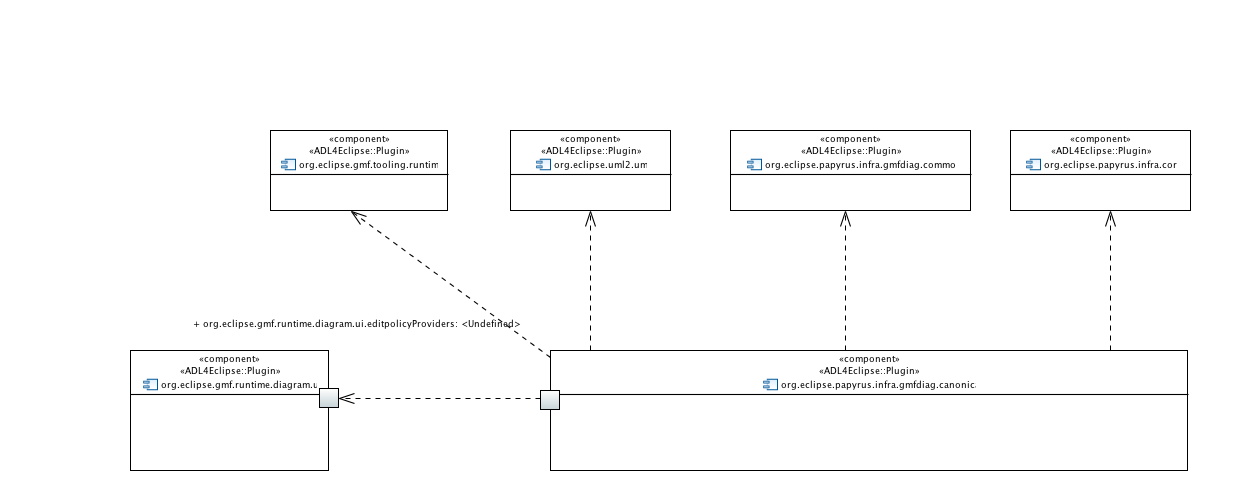 «component»
«ADL4Eclipse::Plugin»
org.eclipse.gmf.tooling.runtim
«component»
«ADL4Eclipse::Plugin»
org.eclipse.uml2.um
«component»
«ADL4Eclipse::Plugin»
org.eclipse.papyrus.infra.gmfdiag.commo
«component»
«ADL4Eclipse::Plugin»
org.eclipse.papyrus.infra.cor
+ org.eclipse.gmf.runtime.diagram.ui.editpolicyProviders: <Undefined>
«component»
«ADL4Eclipse::Plugin»
org.eclipse.gmf.runtime.diagram.u
«component»
«ADL4Eclipse::Plugin»
org.eclipse.papyrus.infra.gmfdiag.canonic